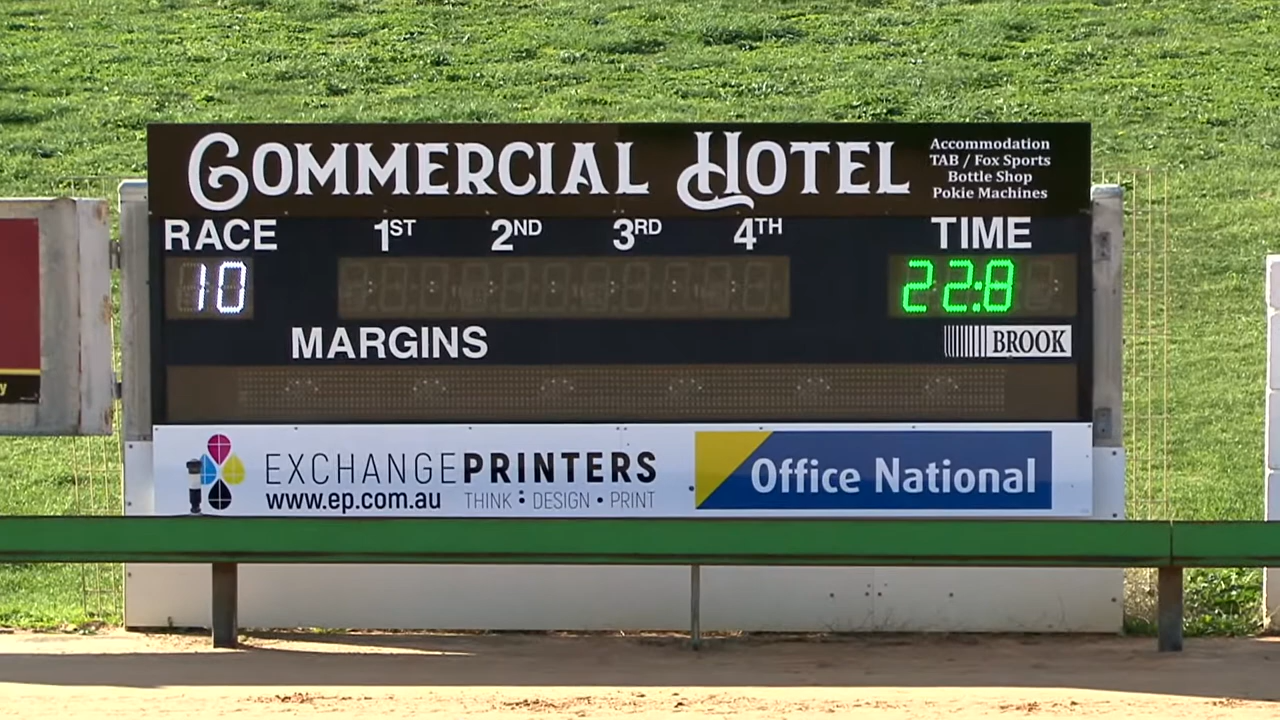 COMMERCIAL HOTEL
Accommodation
TAB / Fox Sports
Bottle Shop
Pokie Machines
RACE 1ST 2ND 3RD 4TH TIME
10 22:8
MARGINS
BROOK
EXCHANGEPRINTERS
www.ep.com.au THINK : DESIGN • PRINT
Office National
y